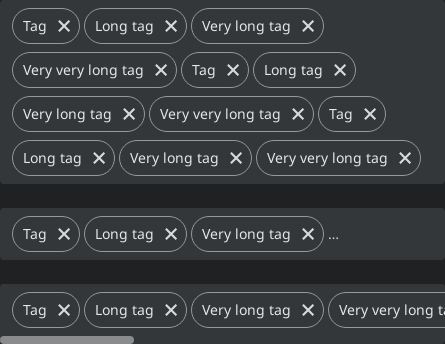 Tag Long tag Very long tag
Very very long tag Tag Long tag
Very long tag Very very long tag Tag
Long tag Very long tag Very very long tag
Tag Long tag Very long tag ...
Tag Long tag Very long tag Very very long ta